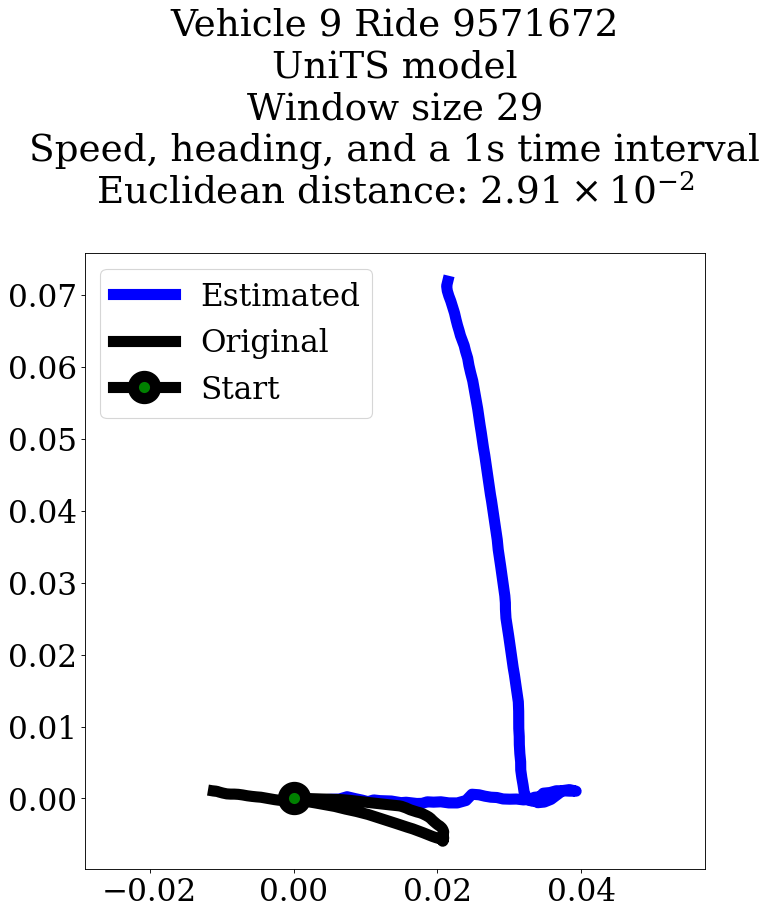 Vehicle 9 Ride 9571672
UniTS model
Window size 29
Speed, heading, and a 1s time interval
Euclidean distance: 2.91 × 10⁻²
Estimated
Original
Start
0.07
0.06
0.05
0.04
0.03
0.02
0.01
0.00
−0.02 0.00 0.02 0.04